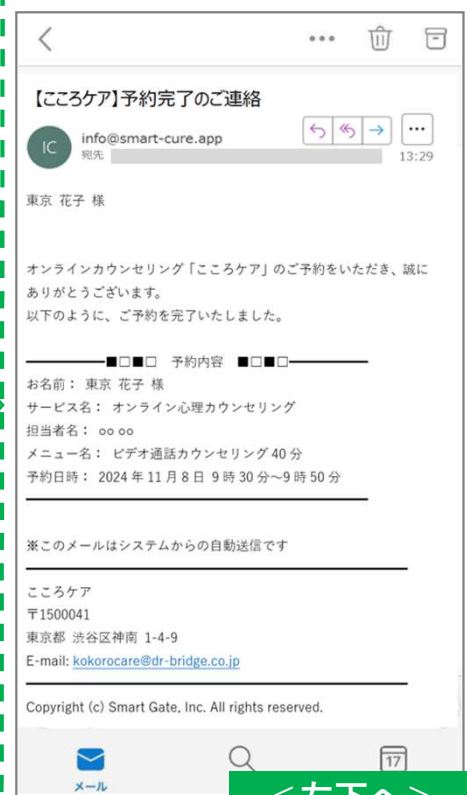 【こころケア】予約完了のご連絡
IC
info@smart-cure.app
宛先
13:29
東京 花子 様
オンラインカウンセリング「こころケア」のご予約をいただき、誠に
ありがとうございます。
以下のように、ご予約を完了いたしました。
■□■□ 予約内容 ■□■□
お名前： 東京 花子 様
サービス名： オンライン心理カウンセリング
担当者名： ○○ ○○
メニュー名： ビデオ通話カウンセリング 40 分
予約日時： 2024 年 11 月 8 日 9 時 30 分～9 時 50 分
※このメールはシステムからの自動送信です
こころケア
〒1500041
東京都 渋谷区神南 1-4-9
E-mail: kokorocare@dr-bridge.co.jp
Copyright (c) Smart Gate, Inc. All rights reserved.
17
メール
＜左下へ＞